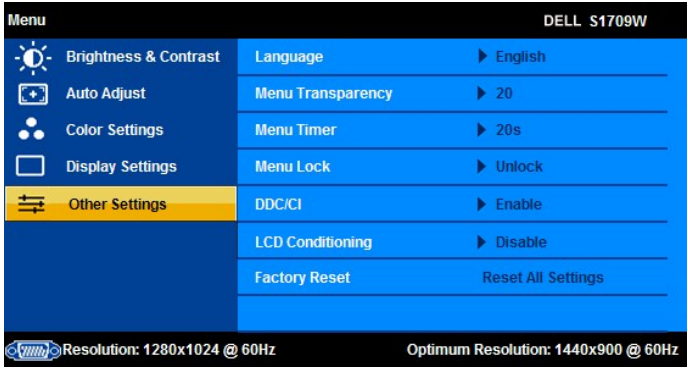 Menu DELL S1709W
Brightness & Contrast Language English
Auto Adjust Menu Transparency 20
Color Settings Menu Timer 20s
Display Settings Menu Lock Unlock
Other Settings DDC/CI Enable
LCD Conditioning Disable
Factory Reset Reset All Settings
Resolution: 1280x1024 @ 60Hz Optimum Resolution: 1440x900 @ 60Hz